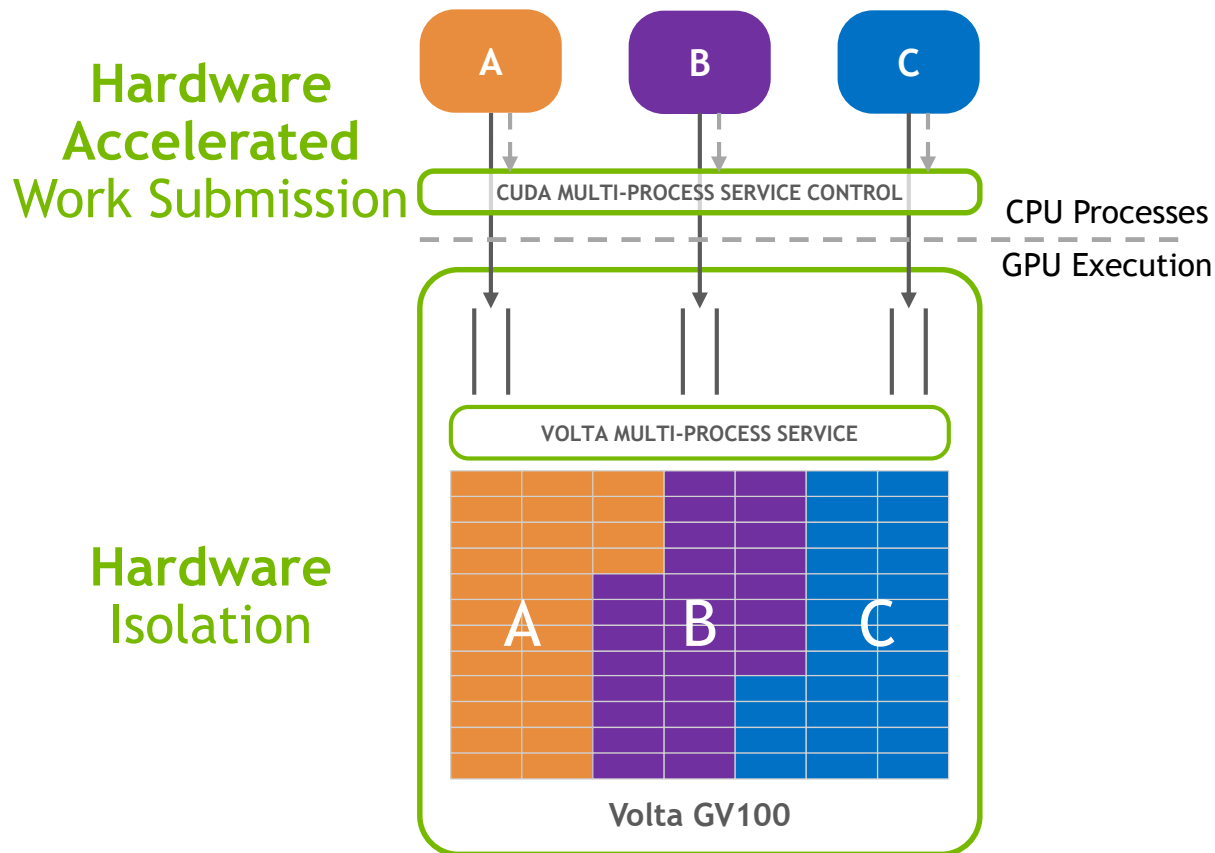 A
B
C
Hardware
Accelerated
Work Submission
CUDA MULTI-PROCESS SERVICE CONTROL
CPU Processes
GPU Execution
VOLTA MULTI-PROCESS SERVICE
Hardware
Isolation
A
B
C
Volta GV100